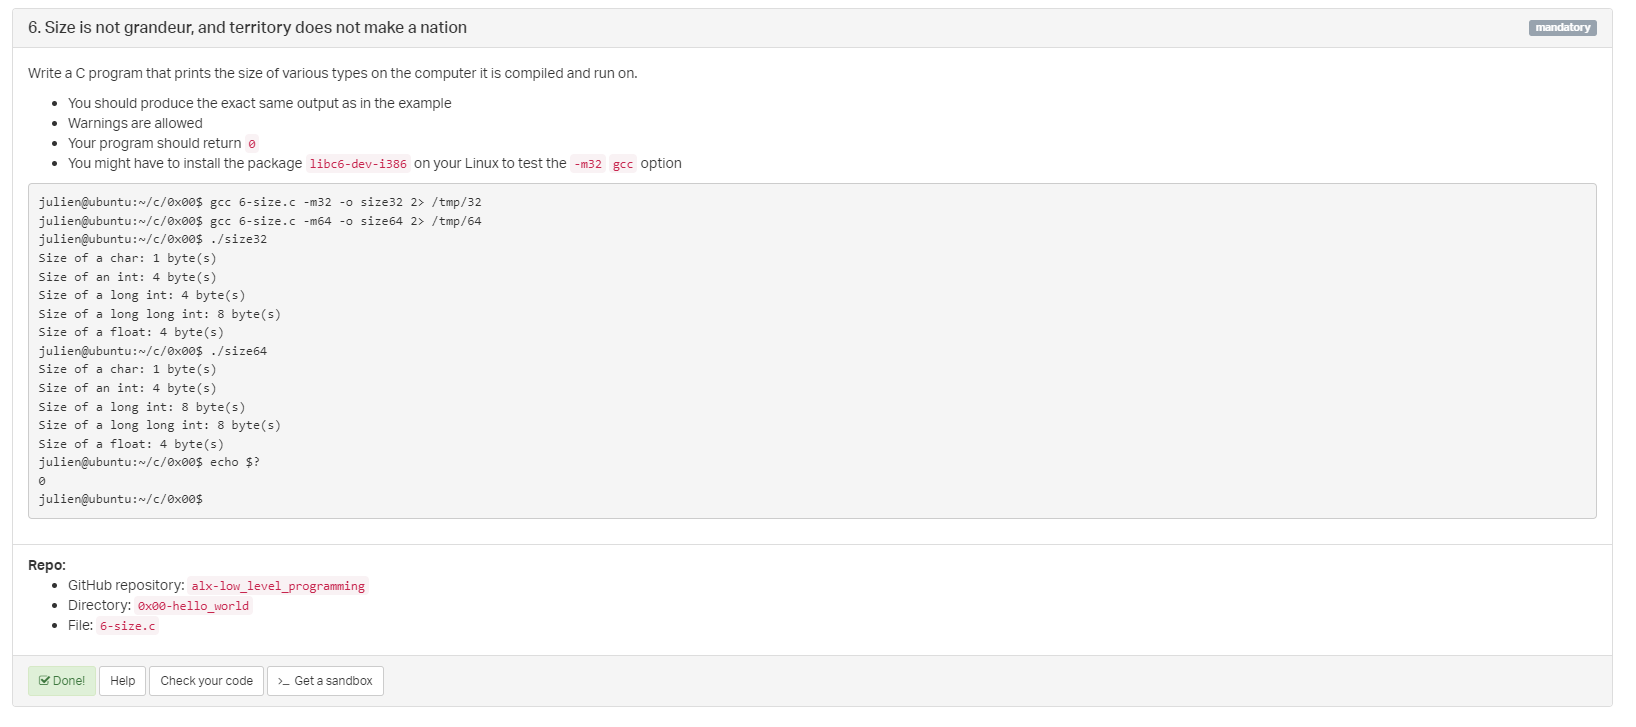 6. Size is not grandeur, and territory does not make a nation
mandatory
Write a C program that prints the size of various types on the computer it is compiled and run on.
You should produce the exact same output as in the example
Warnings are allowed
Your program should return 0
You might have to install the package libc6-dev-i386 on your Linux to test the -m32 gcc option
julien@ubuntu:~/c/0x00$ gcc 6-size.c -m32 -o size32 2> /tmp/32
julien@ubuntu:~/c/0x00$ gcc 6-size.c -m64 -o size64 2> /tmp/64
julien@ubuntu:~/c/0x00$ ./size32
Size of a char: 1 byte(s)
Size of an int: 4 byte(s)
Size of a long int: 4 byte(s)
Size of a long long int: 8 byte(s)
Size of a float: 4 byte(s)
julien@ubuntu:~/c/0x00$ ./size64
Size of a char: 1 byte(s)
Size of an int: 4 byte(s)
Size of a long int: 8 byte(s)
Size of a long long int: 8 byte(s)
Size of a float: 4 byte(s)
julien@ubuntu:~/c/0x00$ echo $?
0
julien@ubuntu:~/c/0x00$
Repo:
GitHub repository: alx-low_level_programming
Directory: 0x00-hello_world
File: 6-size.c
Done! Help Check your code >_ Get a sandbox